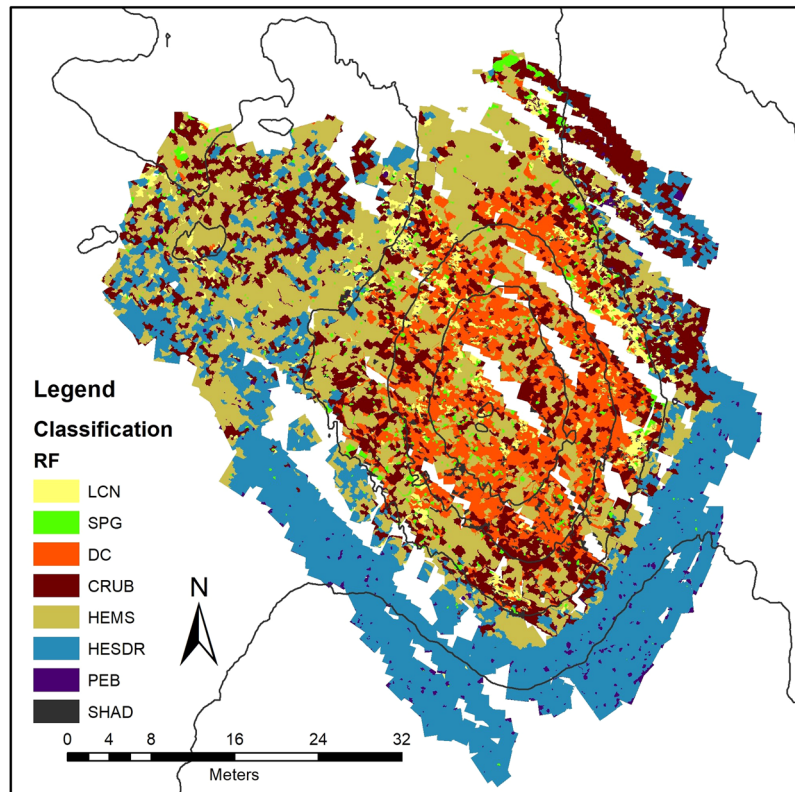 Legend
Classification
RF
LCN
SPG
DC
CRUB
HEMS
HESDR
PEB
SHAD
N
0 4 8 16 24 32
Meters